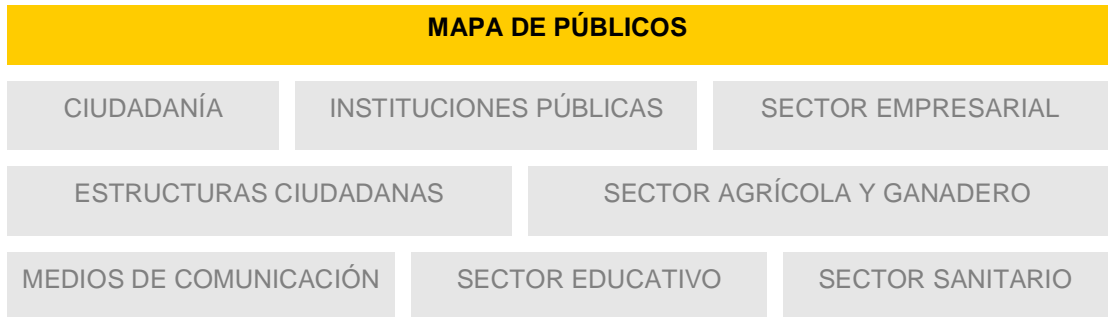 MAPA DE PÚBLICOS
CIUDADANÍA
INSTITUCIONES PÚBLICAS
SECTOR EMPRESARIAL
ESTRUCTURAS CIUDADANAS
SECTOR AGRÍCOLA Y GANADERO
MEDIOS DE COMUNICACIÓN
SECTOR EDUCATIVO
SECTOR SANITARIO